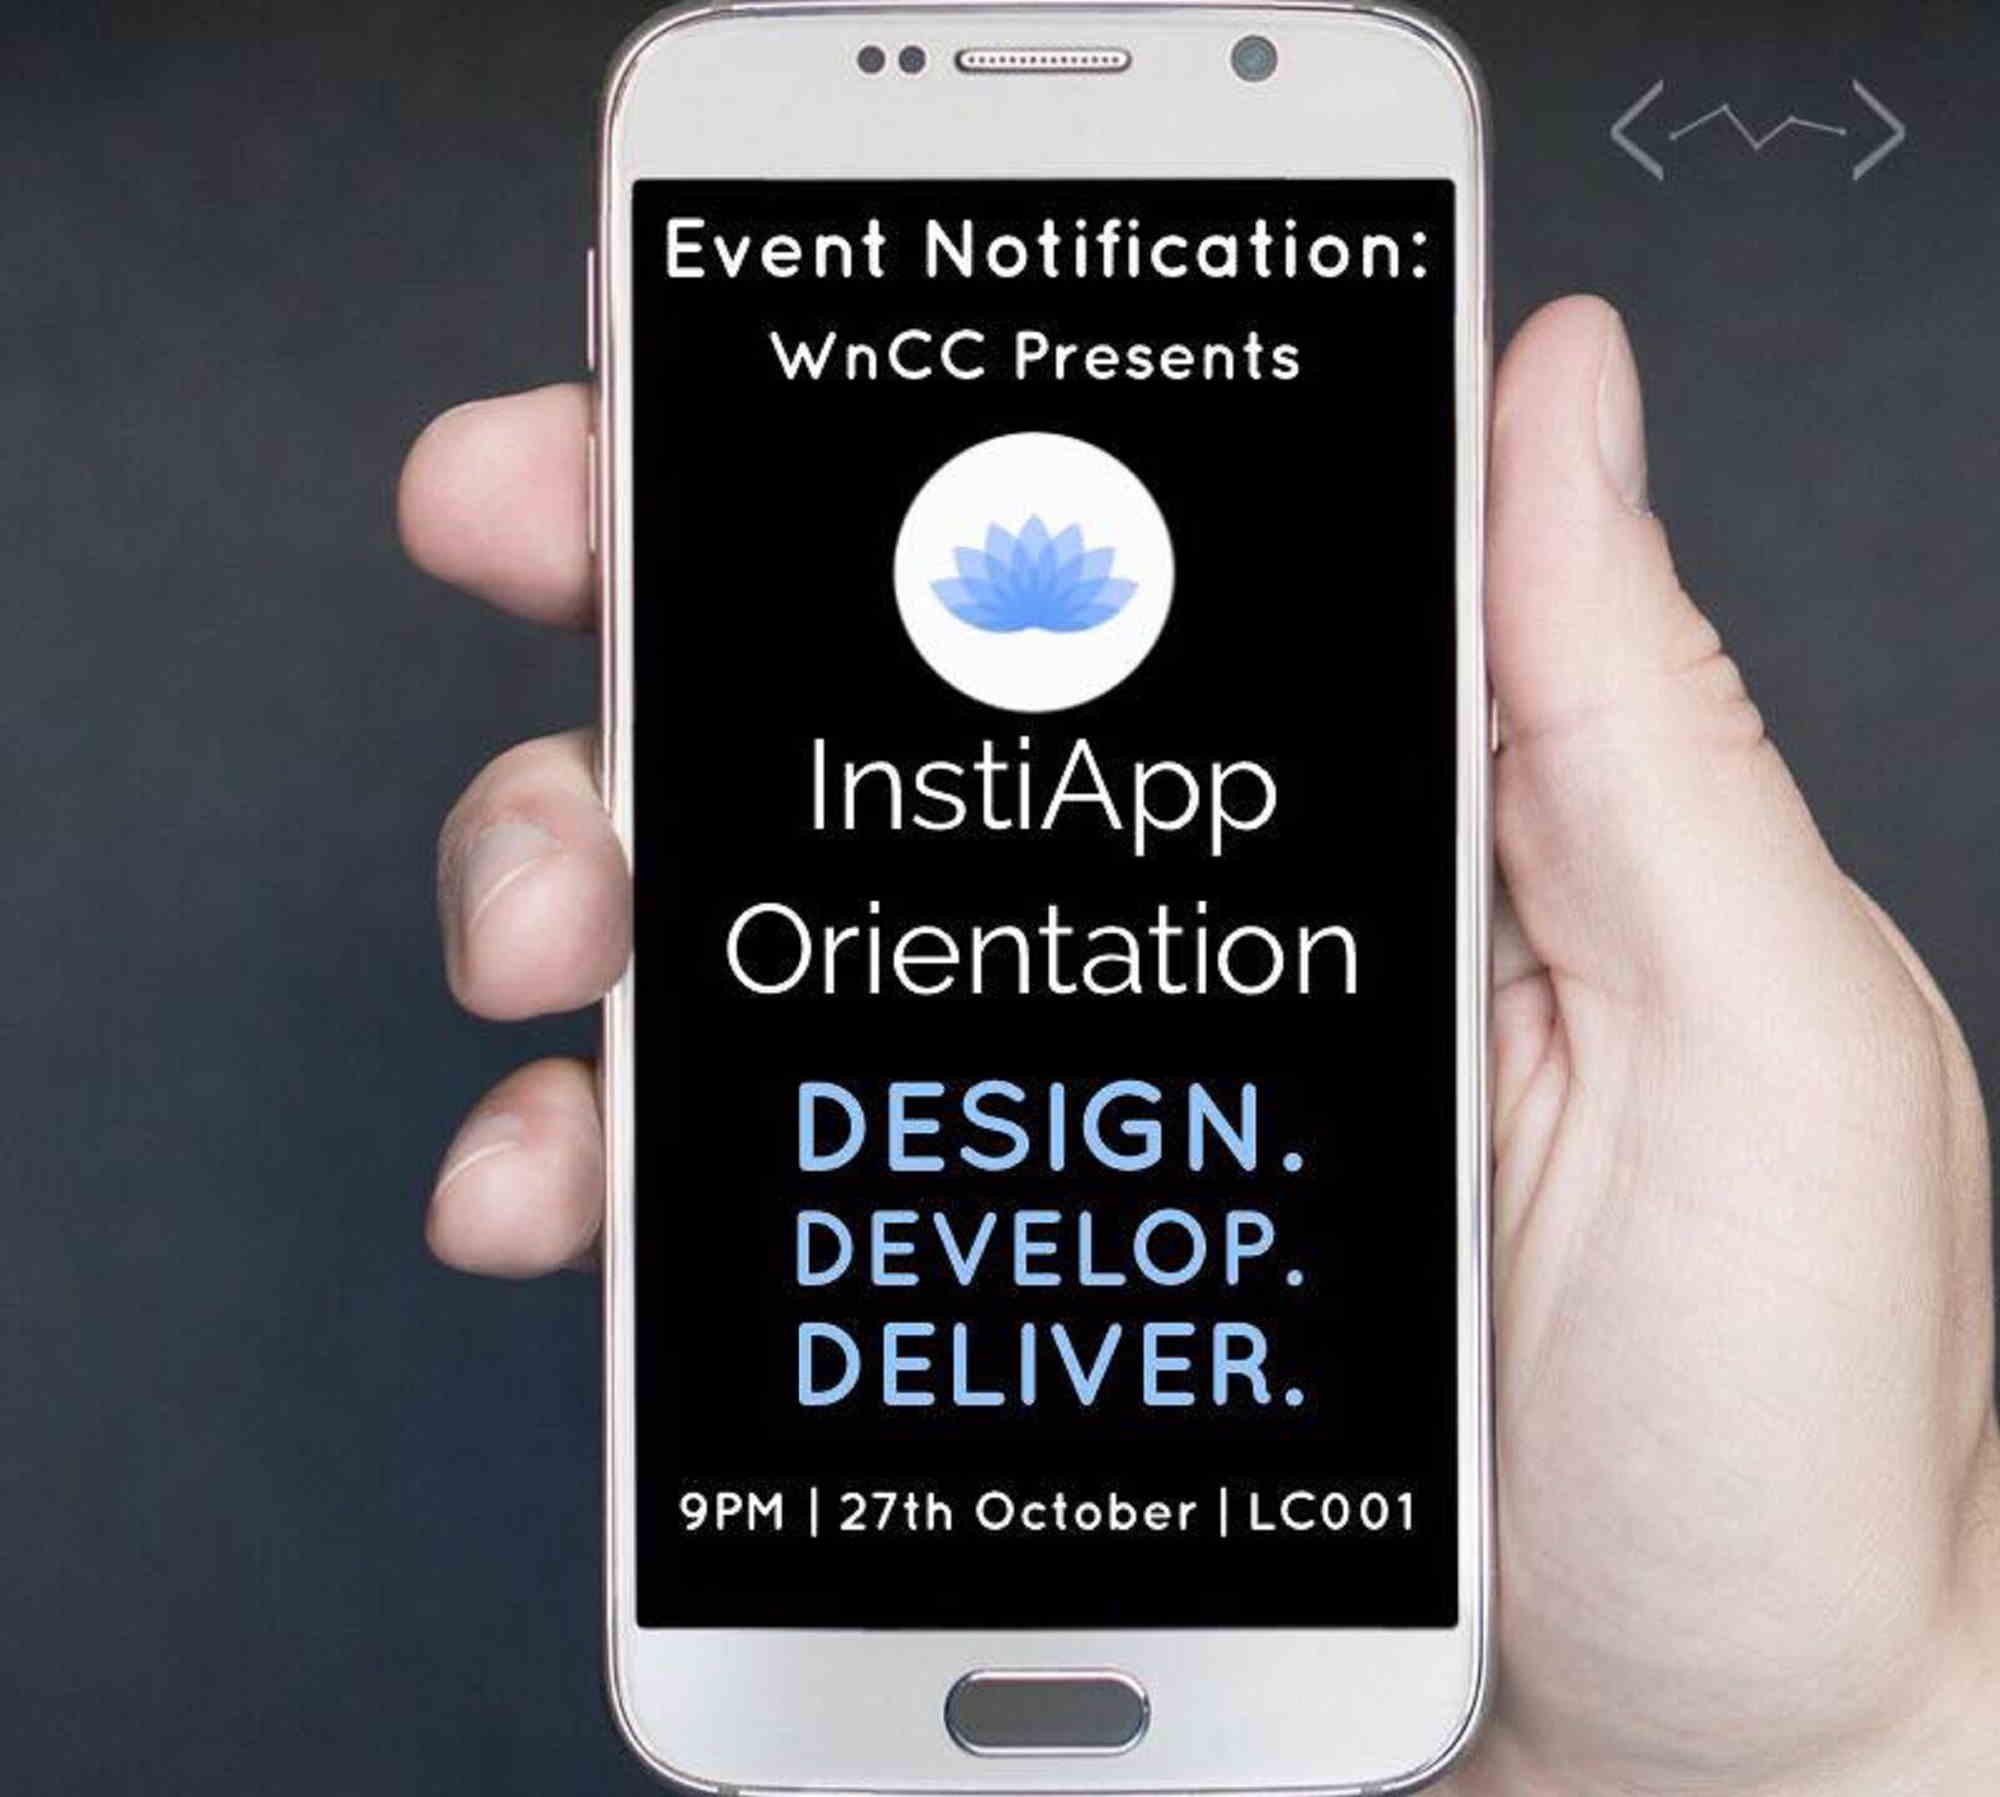 Event Notification:
WnCC Presents
InstiApp
Orientation
DESIGN.
DEVELOP.
DELIVER.
9PM | 27th October | LC001